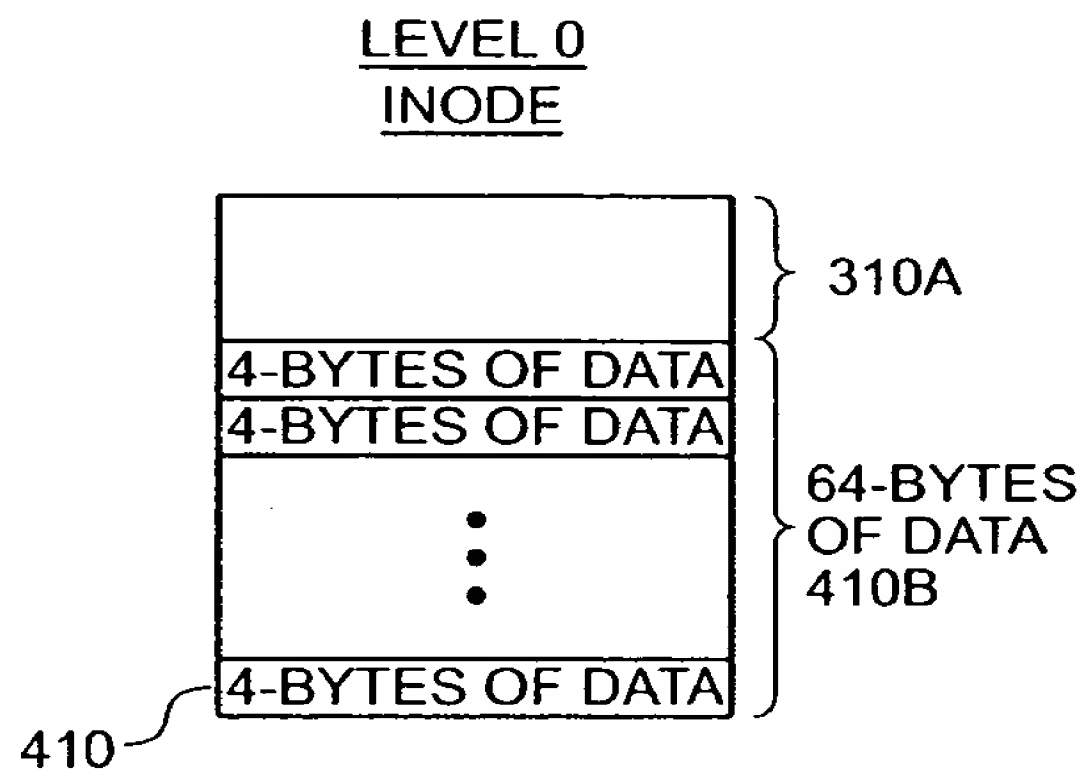 LEVEL 0
INODE
310A
4-BYTES OF DATA
4-BYTES OF DATA
64-BYTES
OF DATA
410B
4-BYTES OF DATA
410